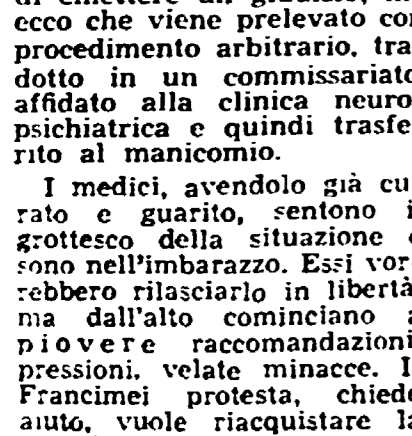 ecco che viene prelevato con
procedimento arbitrario, tra
dotto in un commissariato
affidato alla clinica neuro
psichiatrica e quindi trasfe
rito al manicomio.
I medici, avendolo già cu
rato e guarito, sentono i
grottesco della situazione e
sono nell'imbarazzo. Essi vor
rebbero rilasciarlo in libertà
ma dall'alto cominciano a
piovere raccomandazioni
pressioni, velate minacce. I
Francimei protesta, chiede
aiuto, vuole riacquistare la